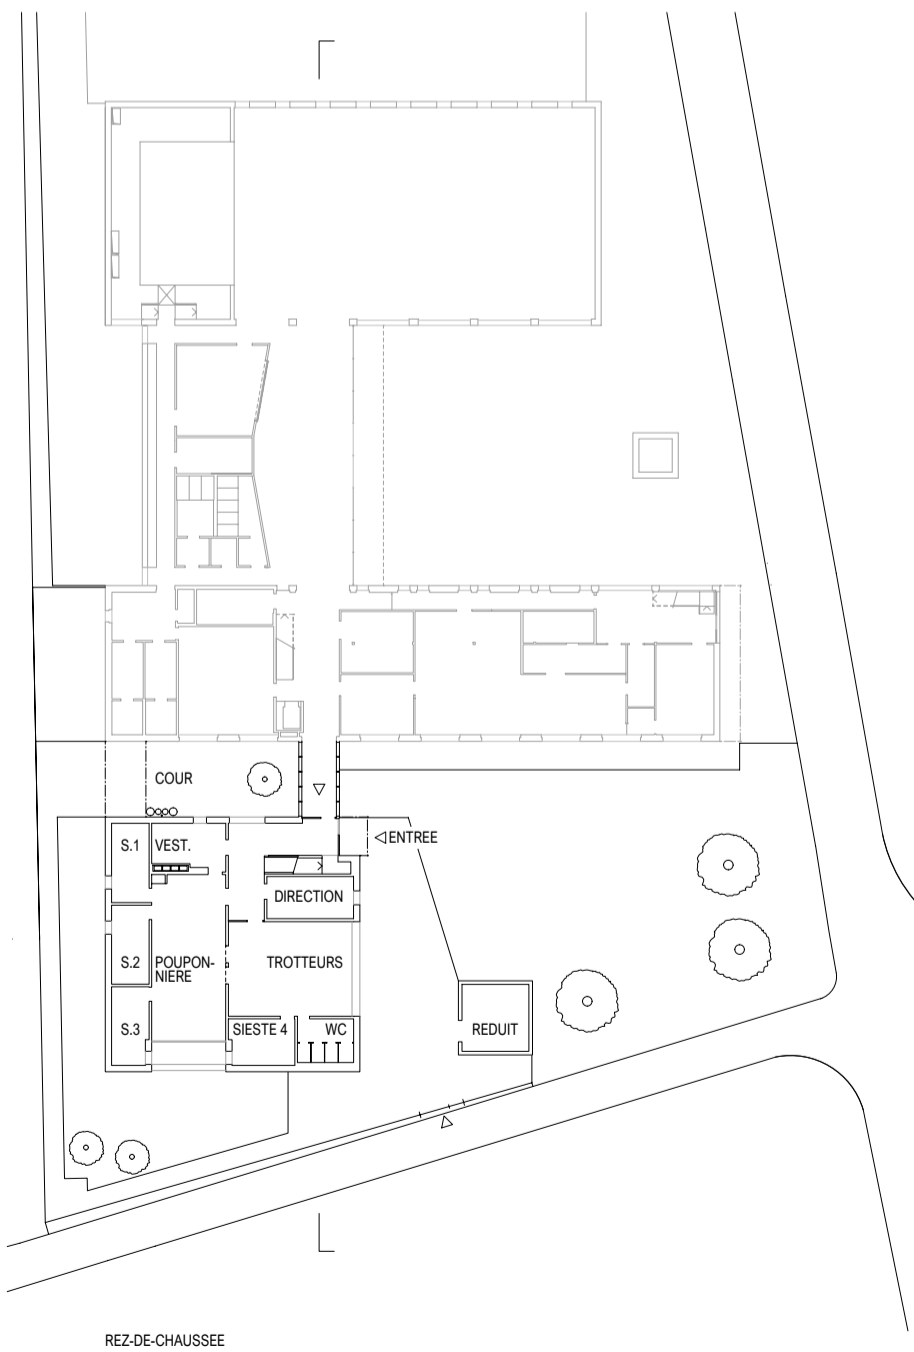 COUR
ENTREE
S.1
VEST.
DIRECTION
S.2
POUPON-
NIERE
TROTTEURS
S.3
SIESTE 4
WC
REDUIT
REZ-DE-CHAUSSEE